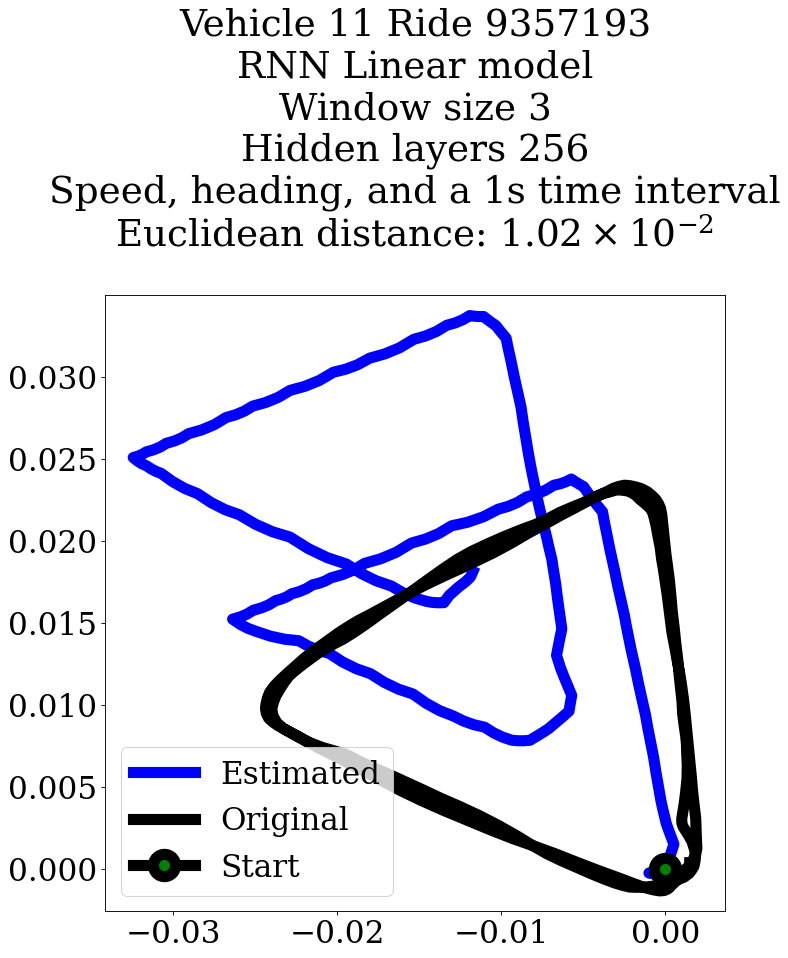 Vehicle 11 Ride 9357193
RNN Linear model
Window size 3
Hidden layers 256
Speed, heading, and a 1s time interval
Euclidean distance: 1.02 × 10⁻²
0.030
0.025
0.020
0.015
0.010
0.005
0.000
Estimated
Original
Start
−0.03 −0.02 −0.01 0.00